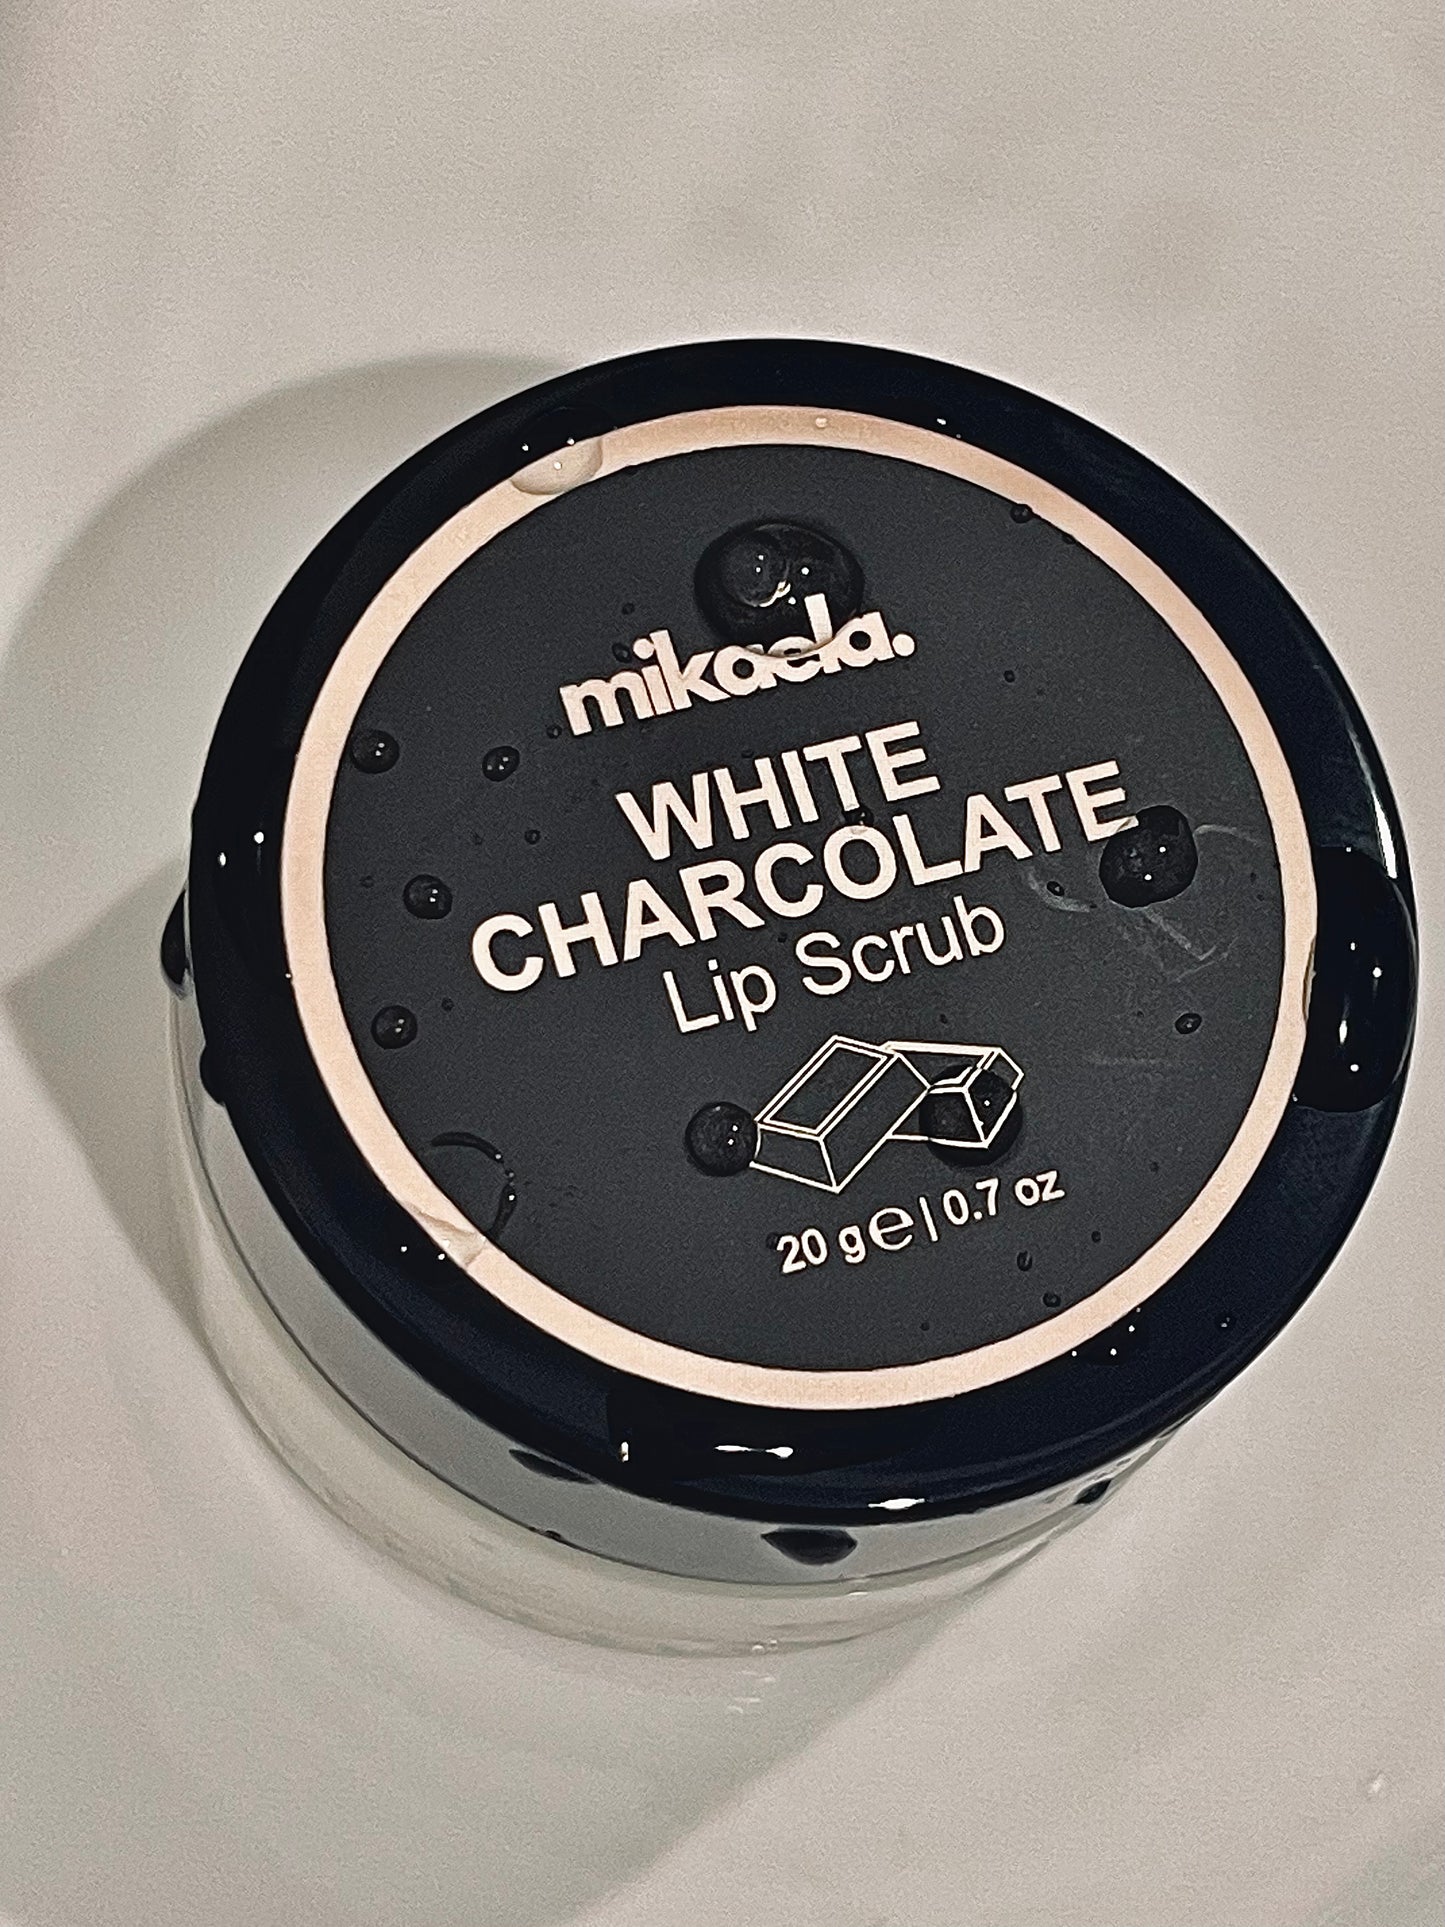 mikaela.
WHITE
CHARCOLATE
Lip Scrub
20 g ℮ | 0.7 oz